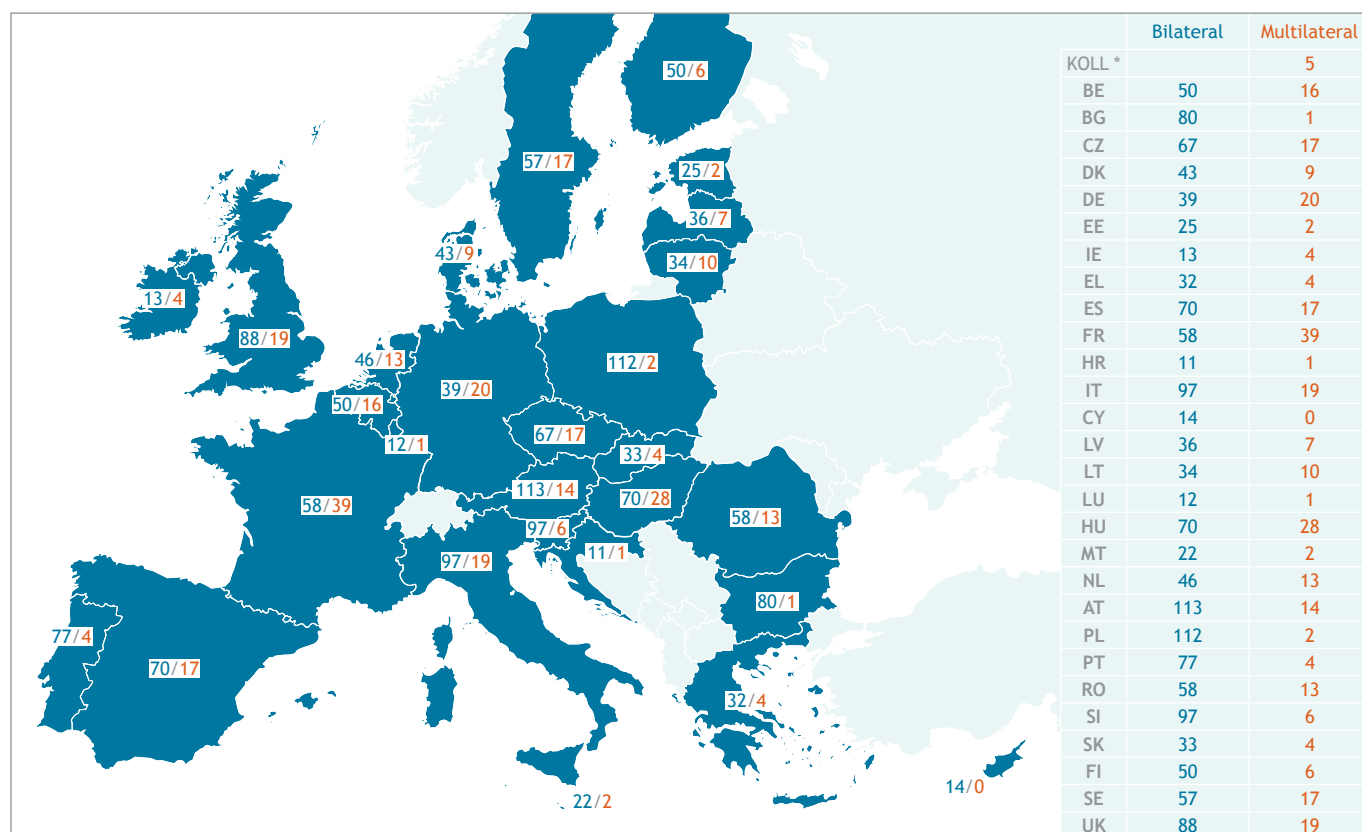 50/6
57/17
25/2
36/7
43/9
34/10
13/4
88/19
46/13
112/2
39/20
50/16
67/17
12/1
33/4
113/14
70/28
58/39
58/13
97/6
11/1
97/19
80/1
77/4
70/17
32/4
14/0
22/2
Bilateral Multilateral
KOLL * 5
BE 50 16
BG 80 1
CZ 67 17
DK 43 9
DE 39 20
EE 25 2
IE 13 4
EL 32 4
ES 70 17
FR 58 39
HR 11 1
IT 97 19
CY 14 0
LV 36 7
LT 34 10
LU 12 1
HU 70 28
MT 22 2
NL 46 13
AT 113 14
PL 112 2
PT 77 4
RO 58 13
SI 97 6
SK 33 4
FI 50 6
SE 57 17
UK 88 19